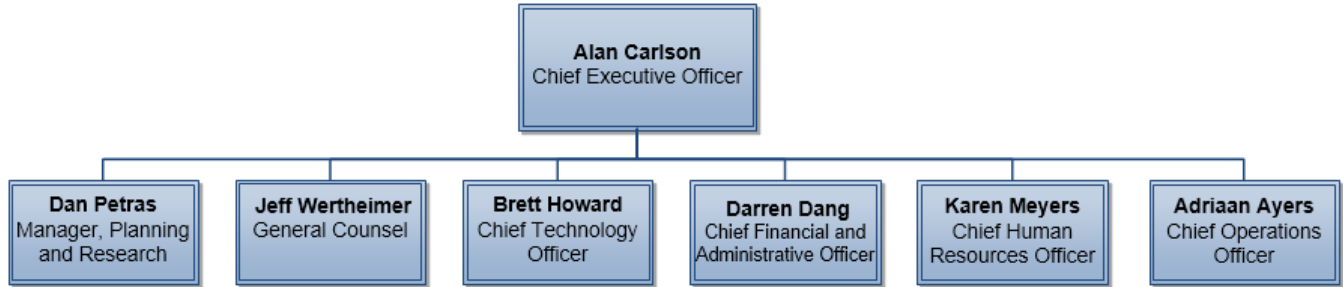 Alan Carlson
Chief Executive Officer
Dan Petras
Manager, Planning
and Research
Jeff Wertheimer
General Counsel
Brett Howard
Chief Technology
Officer
Darren Dang
Chief Financial and
Administrative Officer
Karen Meyers
Chief Human
Resources Officer
Adriaan Ayers
Chief Operations
Officer